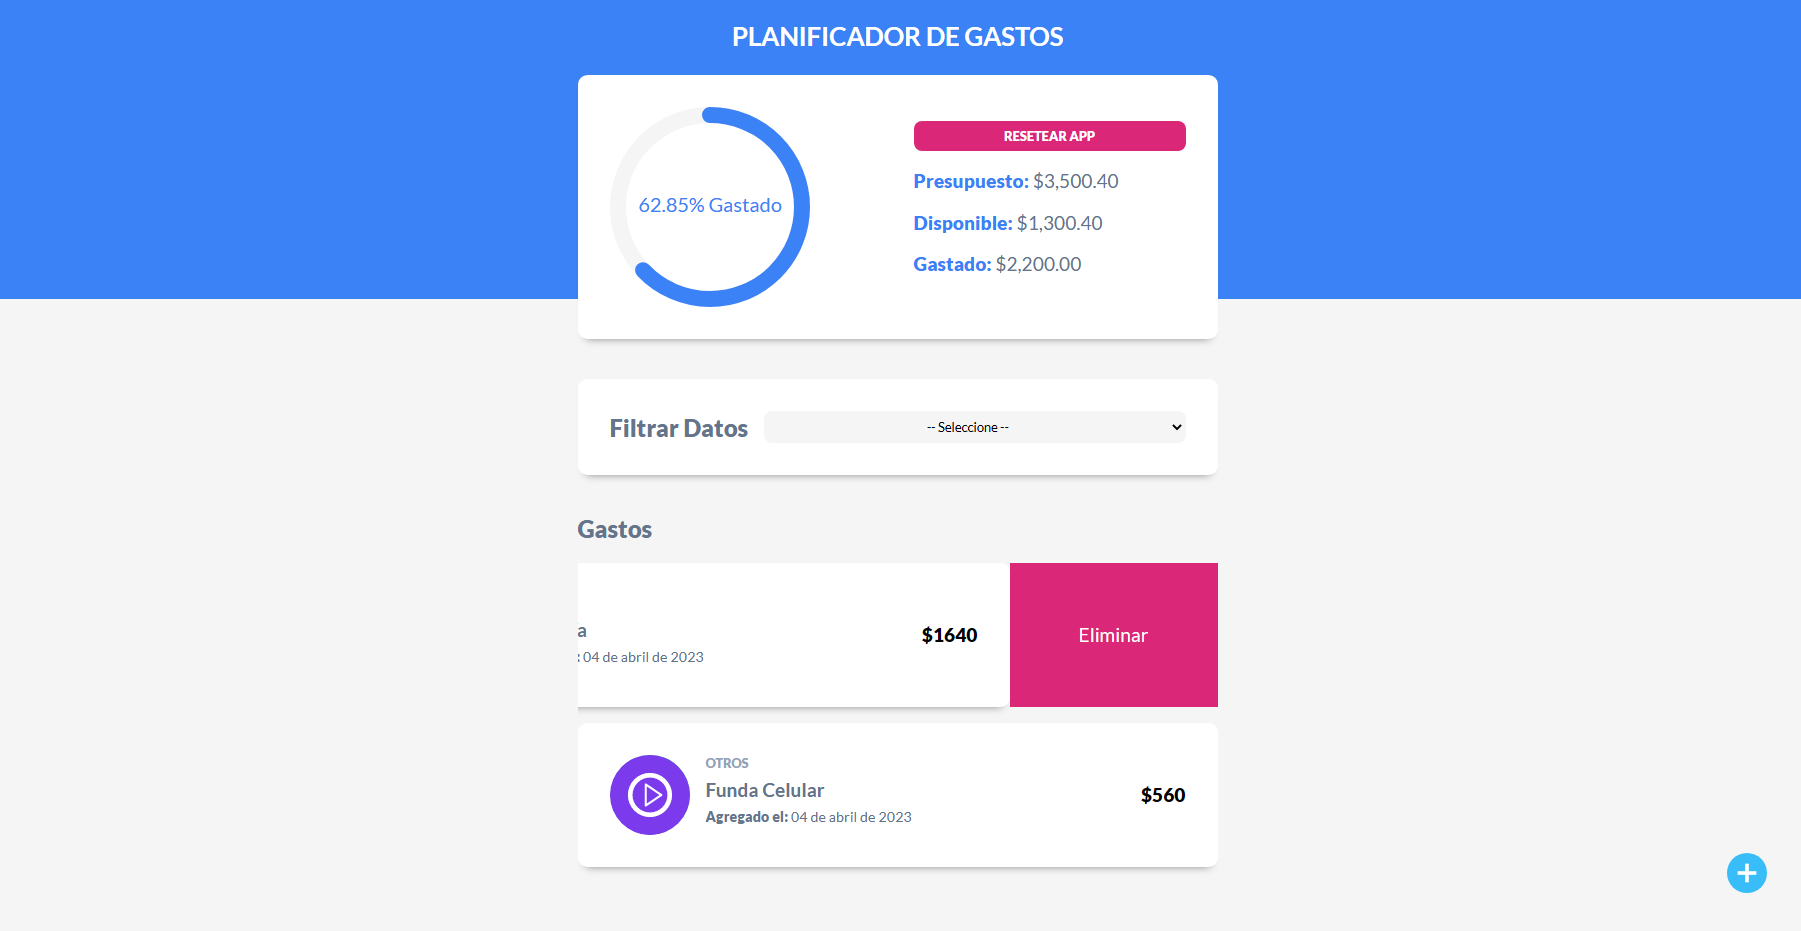 PLANIFICADOR DE GASTOS
62.85% Gastado
RESETEAR APP
Presupuesto: $3,500.40
Disponible: $1,300.40
Gastado: $2,200.00
Filtrar Datos
-- Seleccione --
Gastos
a
: 04 de abril de 2023
$1640
Eliminar
OTROS
Funda Celular
Agregado el: 04 de abril de 2023
$560